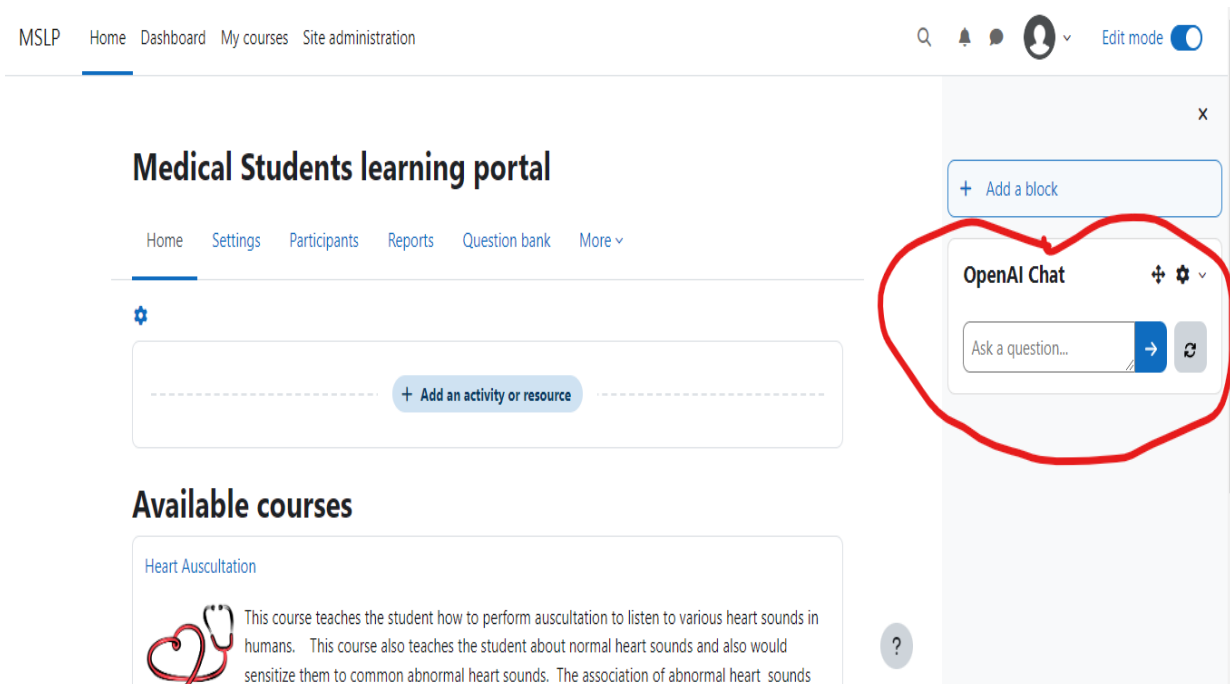 MSLP Home Dashboard My courses Site administration Edit mode
x
Medical Students learning portal
+ Add a block
Home Settings Participants Reports Question bank More
OpenAI Chat
Ask a question...
+ Add an activity or resource
Available courses
Heart Auscultation
This course teaches the student how to perform auscultation to listen to various heart sounds in
humans. This course also teaches the student about normal heart sounds and also would
sensitize them to common abnormal heart sounds. The association of abnormal heart sounds
?